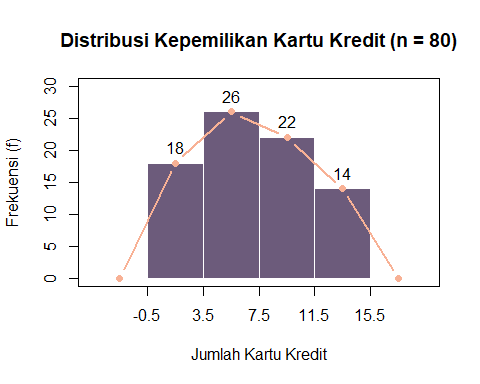 Distribusi Kepemilikan Kartu Kredit (n = 80)
30
25
20
15
10
5
0
Frekuensi (f)
18
26
22
14
-0.5 3.5 7.5 11.5 15.5
Jumlah Kartu Kredit